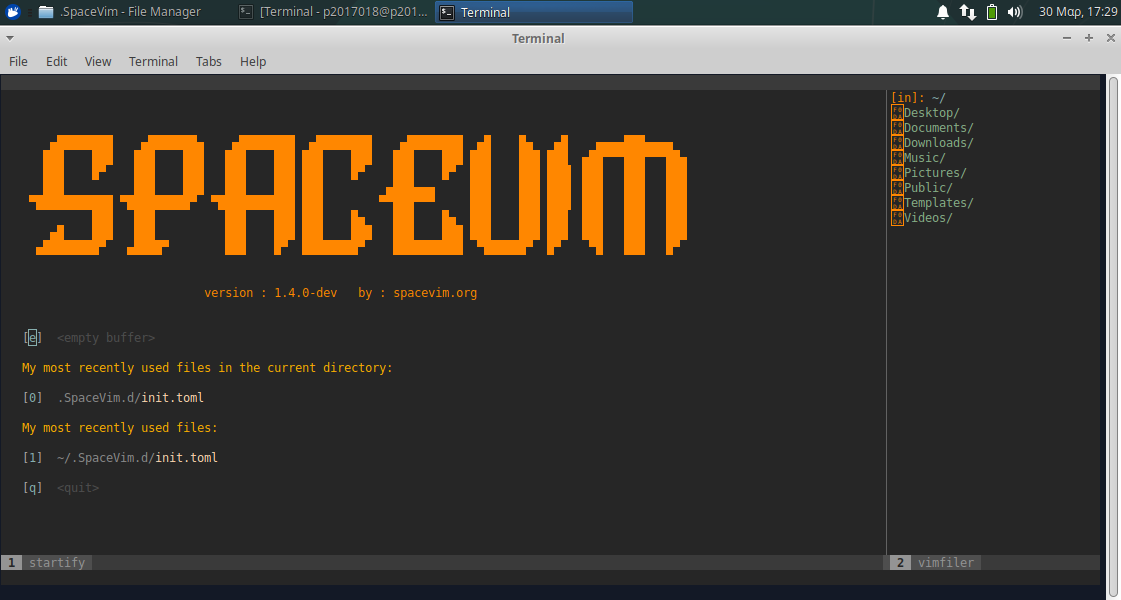 .SpaceVim - File Manager
[Terminal - p2017018@p201...
Terminal
30 Μαρ, 17:29
Terminal
File Edit View Terminal Tabs Help
SPACEVIM
version : 1.4.0-dev   by : spacevim.org
[e]  <empty buffer>
My most recently used files in the current directory:
[0]  .SpaceVim.d/init.toml
My most recently used files:
[1]  ~/.SpaceVim.d/init.toml
[q]  <quit>
[in]: ~/
Desktop/
Documents/
Downloads/
Music/
Pictures/
Public/
Templates/
Videos/
1 startify
2 vimfiler